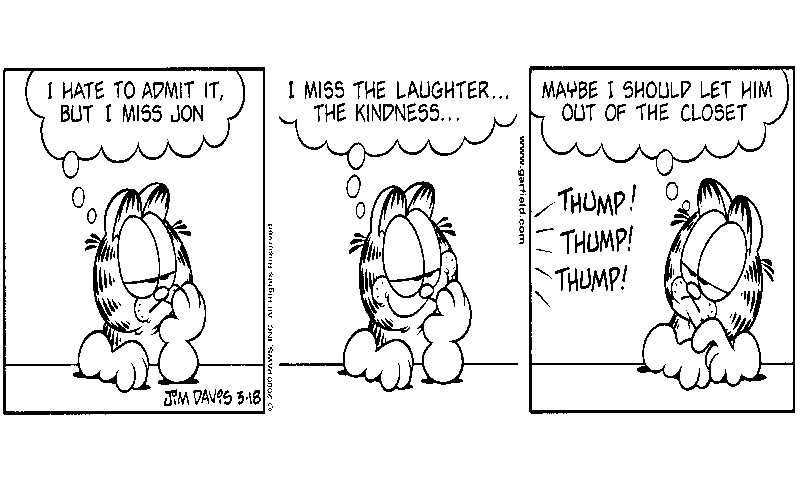 I HATE TO ADMIT IT,
BUT I MISS JON
JIM DAVIS 3-18
© 2000 PAWS, INC. All Rights Reserved
I MISS THE LAUGHTER...
THE KINDNESS...
www.garfield.com
MAYBE I SHOULD LET HIM
OUT OF THE CLOSET
THUMP!
THUMP!
THUMP!